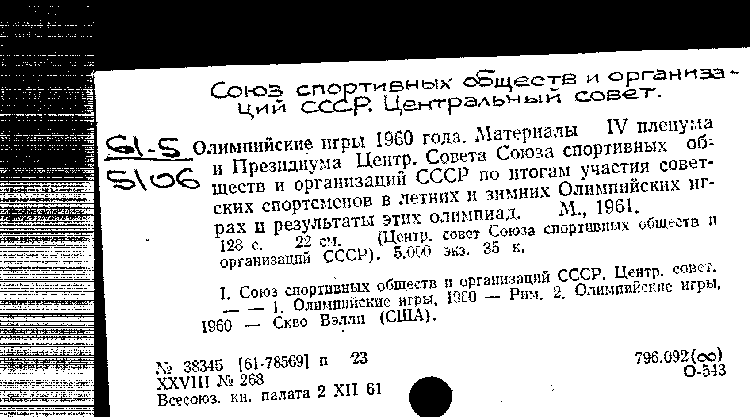 Союз спортивных обществ и организа-
ций СССР. Центральный совет.
61-5
5106
Олимпийские игры 1960 года. Материалы IV пленума
и Президиума Центр. Совета Союза спортивных об-
ществ и организаций СССР по итогам участия совет-
ских спортсменов в летних и зимних Олимпийских иг-
рах и результаты этих олимпиад. М., 1961.
128 с. 22 см. (Центр. совет Союза спортивных обществ и
организаций СССР). 5.000 экз. 35 к.
I. Союз спортивных обществ и организаций СССР. Центр. совет.
— — 1. Олимпийские игры, 1960 — Рим. 2. Олимпийские игры,
1960 — Скво Вэлли (США).
№ 38345 [61-78569] п 23
XXVIII № 268
Всесоюз. кн. палата 2 XII 61
796.092(∞)
О-543